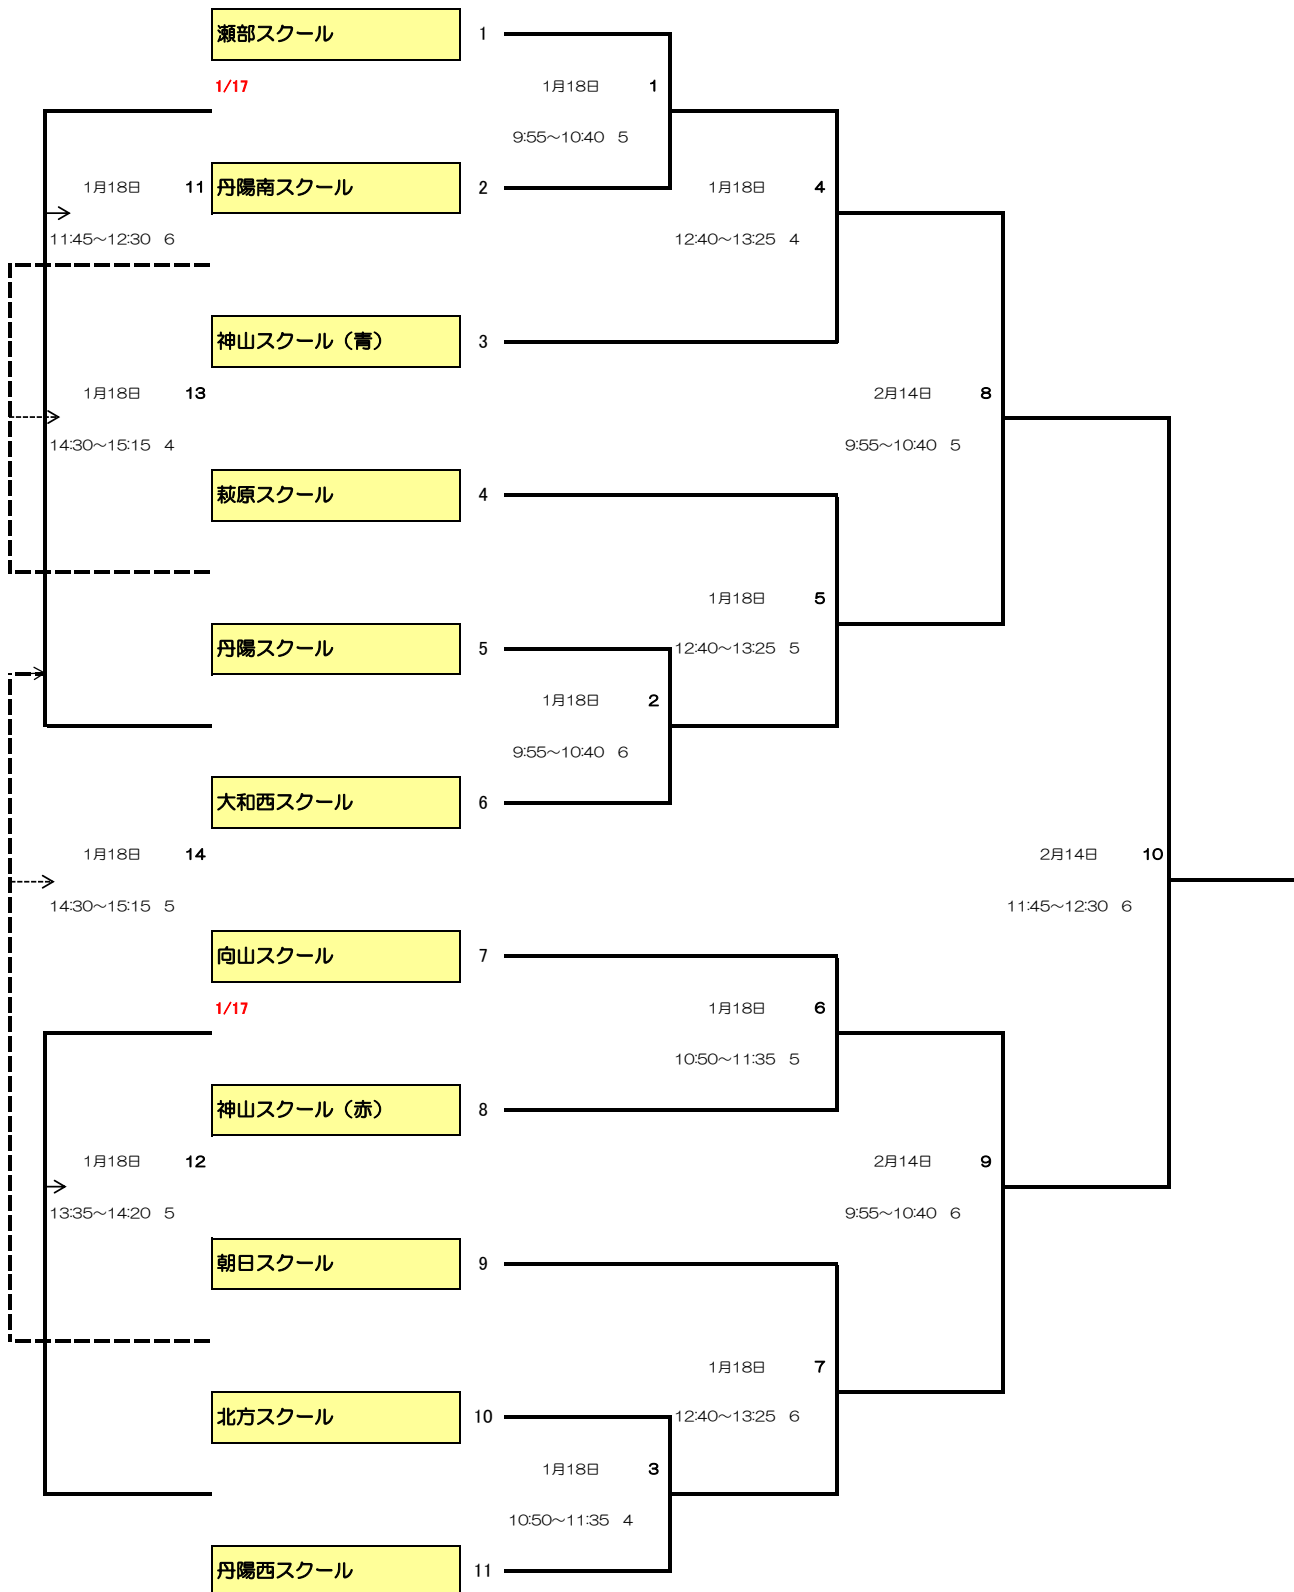 瀬部スクール 1
1/17 1月18日 1
9:55～10:40 5
1月18日 11 丹陽南スクール 2 1月18日 4
11:45～12:30 6 12:40～13:25 4
神山スクール（青） 3
1月18日 13 2月14日 8
14:30～15:15 4 9:55～10:40 5
萩原スクール 4
1月18日 5
丹陽スクール 5 12:40～13:25 5
1月18日 2
9:55～10:40 6
大和西スクール 6
1月18日 14 2月14日 10
14:30～15:15 5 11:45～12:30 6
向山スクール 7
1/17 1月18日 6
10:50～11:35 5
神山スクール（赤） 8
1月18日 12 2月14日 9
13:35～14:20 5 9:55～10:40 6
朝日スクール 9
1月18日 7
北方スクール 10 12:40～13:25 6
1月18日 3
10:50～11:35 4
丹陽西スクール 11